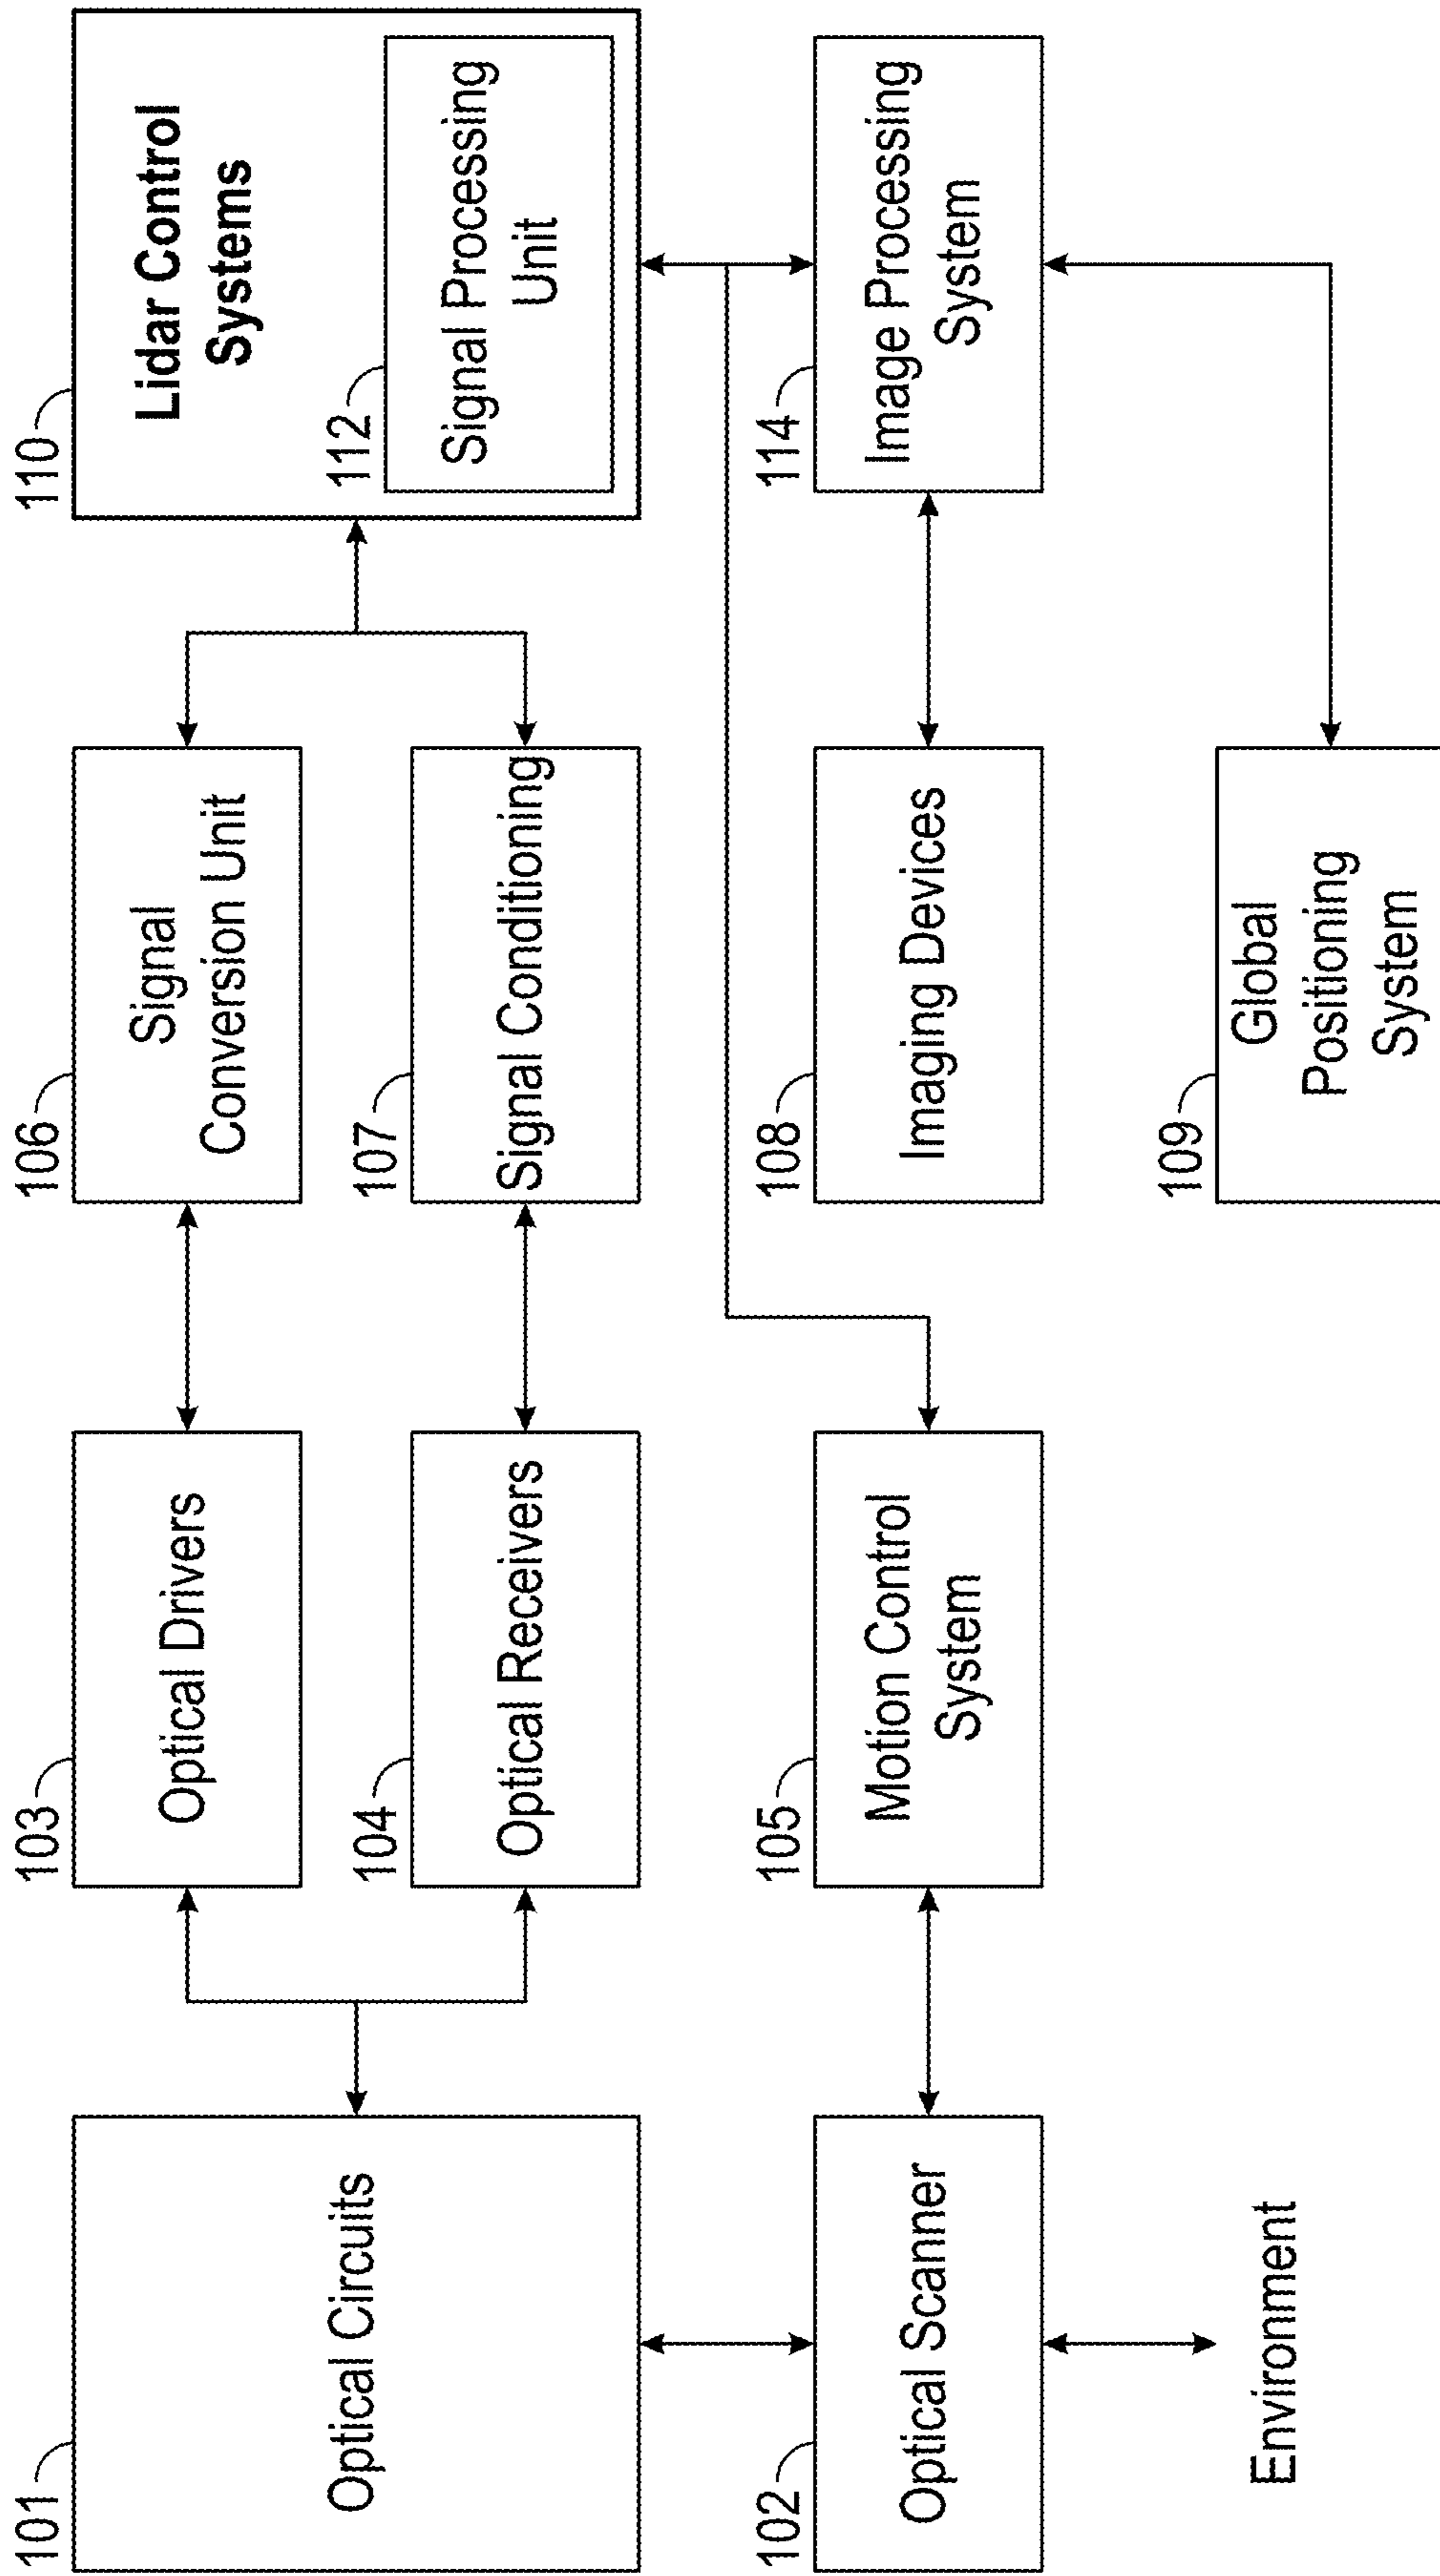 101
Optical Circuits
103
Optical Drivers
106
Signal
Conversion Unit
110
Lidar Control
Systems
112
Signal Processing
Unit
104
Optical Receivers
107
Signal Conditioning
102
Optical Scanner
105
Motion Control
System
108
Imaging Devices
114
Image Processing
System
Environment
109
Global
Positioning
System